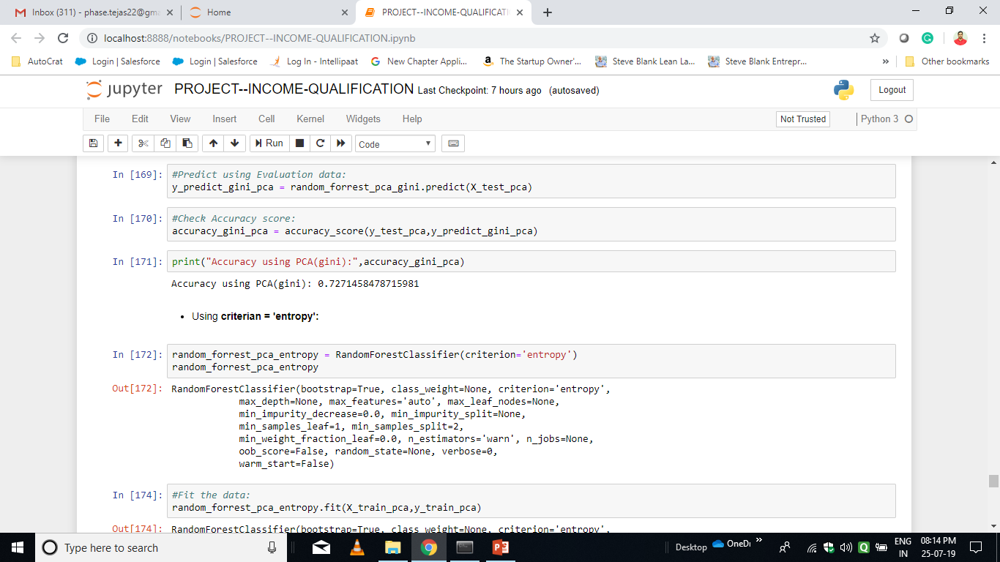 Inbox (311) - phase.tejas22@gma
Home
PROJECT--INCOME-QUALIFICATI
localhost:8888/notebooks/PROJECT--INCOME-QUALIFICATION.ipynb
AutoCrat
Login | Salesforce
Login | Salesforce
Log In - Intellipaat
New Chapter Appli...
The Startup Owner'...
Steve Blank Lean La...
Steve Blank Entrepr...
»
Other bookmarks
jupyter PROJECT--INCOME-QUALIFICATION Last Checkpoint: 7 hours ago (autosaved)
Logout
File Edit View Insert Cell Kernel Widgets Help
Not Trusted
Python 3
Run
Code
In [169]: #Predict using Evaluation data:
y_predict_gini_pca = random_forrest_pca_gini.predict(X_test_pca)
In [170]: #Check Accuracy score:
accuracy_gini_pca = accuracy_score(y_test_pca,y_predict_gini_pca)
In [171]: print("Accuracy using PCA(gini):",accuracy_gini_pca)
Accuracy using PCA(gini): 0.7271458478715981
• Using criterian = 'entropy':
In [172]: random_forrest_pca_entropy = RandomForestClassifier(criterion='entropy')
random_forrest_pca_entropy
Out[172]: RandomForestClassifier(bootstrap=True, class_weight=None, criterion='entropy',
max_depth=None, max_features='auto', max_leaf_nodes=None,
min_impurity_decrease=0.0, min_impurity_split=None,
min_samples_leaf=1, min_samples_split=2,
min_weight_fraction_leaf=0.0, n_estimators='warn', n_jobs=None,
oob_score=False, random_state=None, verbose=0,
warm_start=False)
In [174]: #Fit the data:
random_forrest_pca_entropy.fit(X_train_pca,y_train_pca)
Out[174]: RandomForestClassifier(bootstrap=True, class_weight=None, criterion='entropy',
Type here to search
Desktop
OneDr
»
ENG
IN
08:14 PM
25-07-19